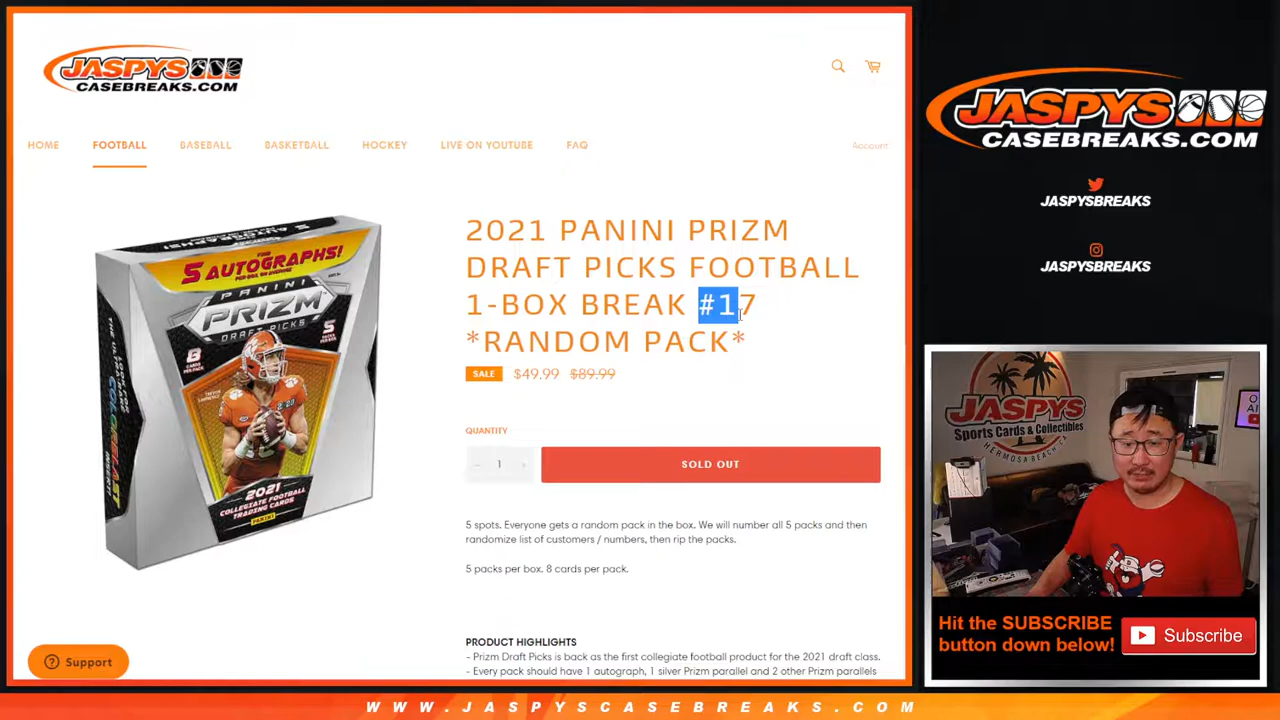 JASPYS
CASEBREAKS.COM
HOME FOOTBALL BASEBALL BASKETBALL HOCKEY LIVE ON YOUTUBE FAQ Account
5 AUTOGRAPHS!
PANINI
PRIZM
DRAFT PICKS
8
5
2021
COLLEGIATE FOOTBALL
TRADING CARDS
PANINI
2021 PANINI PRIZM
DRAFT PICKS FOOTBALL
1-BOX BREAK #17
*RANDOM PACK*
SALE $49.99 $89.99
QUANTITY
− 1 +
SOLD OUT
5 spots. Everyone gets a random pack in the box. We will number all 5 packs and then
randomize list of customers / numbers, then rip the packs.
5 packs per box. 8 cards per pack.
PRODUCT HIGHLIGHTS
- Prizm Draft Picks is back as the first collegiate football product for the 2021 draft class.
- Every pack should have 1 autograph, 1 silver Prizm parallel and 2 other Prizm parallels
? Support
JASPYS
CASEBREAKS.COM
JASPYSBREAKS
JASPYSBREAKS
JASPYS
Sports Cards & Collectibles
HERMOSA BEACH, CA
Hit the SUBSCRIBE
button down below!
Subscribe
WWW.JASPYSCASEBREAKS.COM